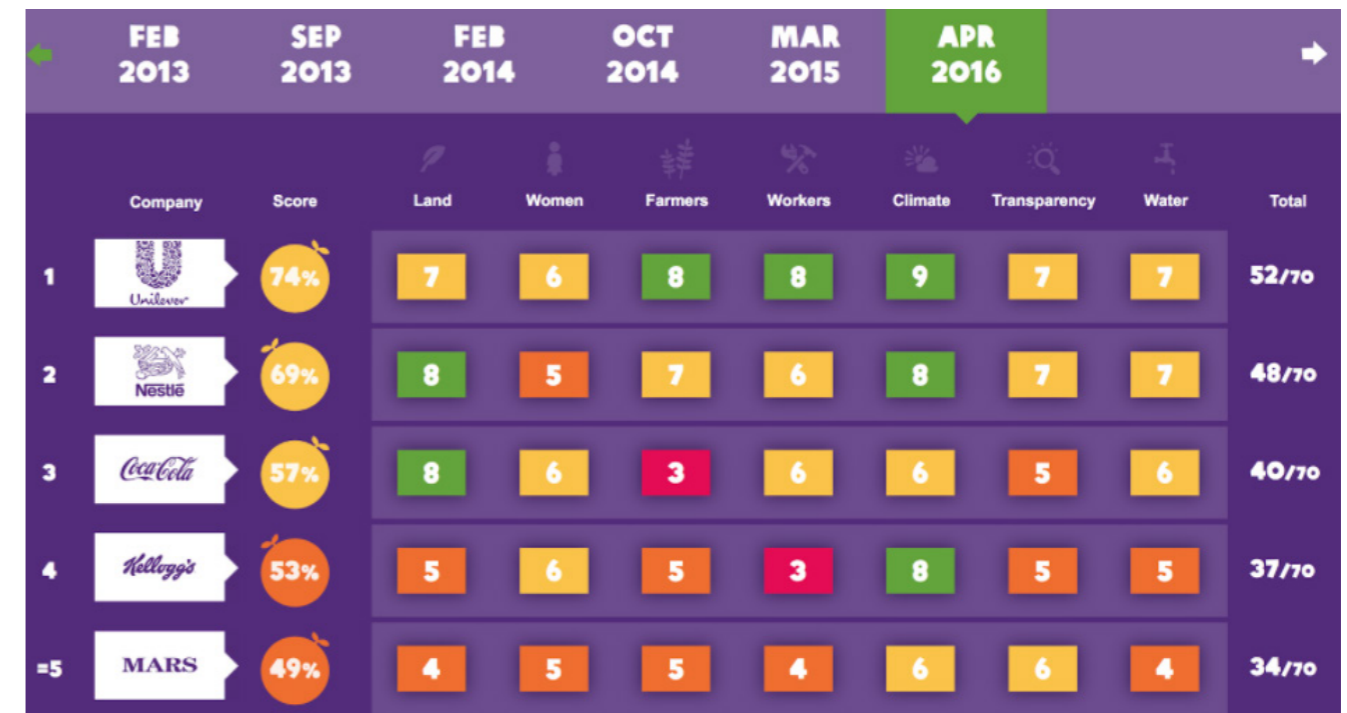 FEB SEP FEB OCT MAR APR
2013 2013 2014 2014 2015 2016
Company Score Land Women Farmers Workers Climate Transparency Water Total
1 Unilever 74% 7 6 8 8 9 7 7 52/70
2 Nestlé 69% 8 5 7 6 8 7 7 48/70
3 Coca-Cola 57% 8 6 3 6 6 5 6 40/70
4 Kellogg's 53% 5 6 5 3 8 5 5 37/70
=5 MARS 49% 4 5 5 4 6 6 4 34/70